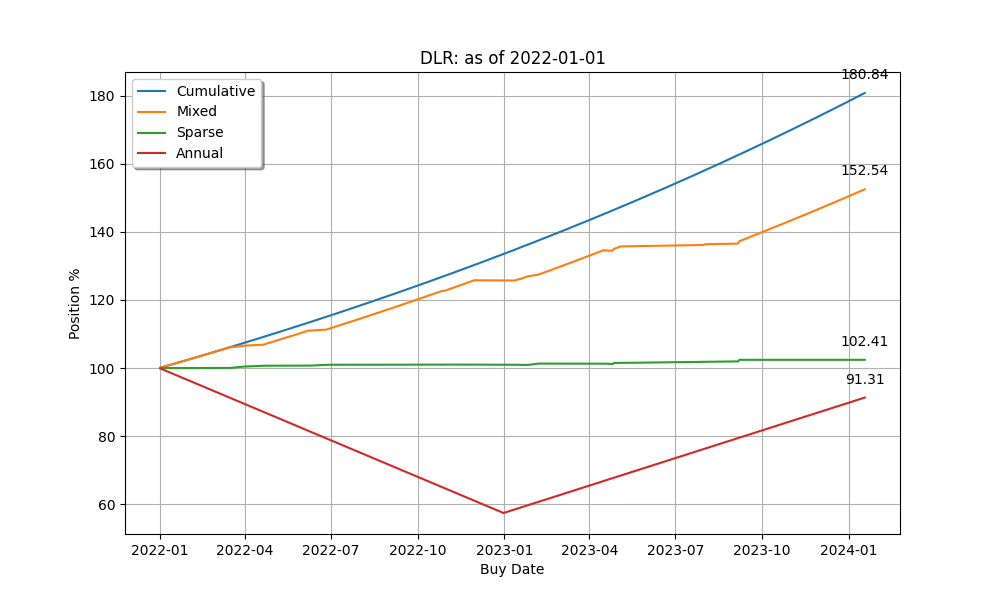 DLR: as of 2022-01-01
Cumulative
Mixed
Sparse
Annual
180.84
152.54
102.41
91.31
Position %
180
160
140
120
100
80
60
2022-01 2022-04 2022-07 2022-10 2023-01 2023-04 2023-07 2023-10 2024-01
Buy Date